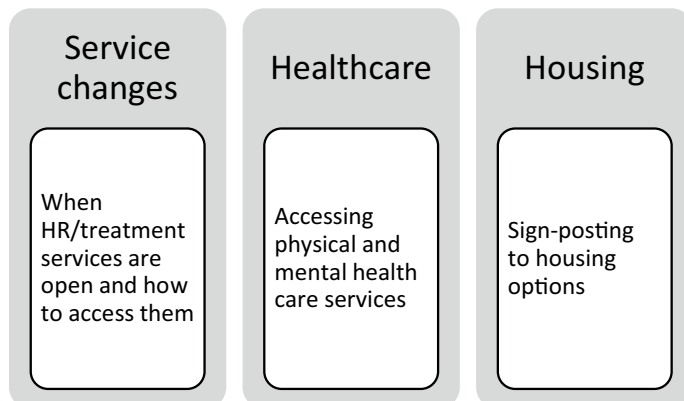 Service
changes
When
HR/treatment
services are
open and how
to access them
Healthcare
Accessing
physical and
mental health
care services
Housing
Sign-posting
to housing
options